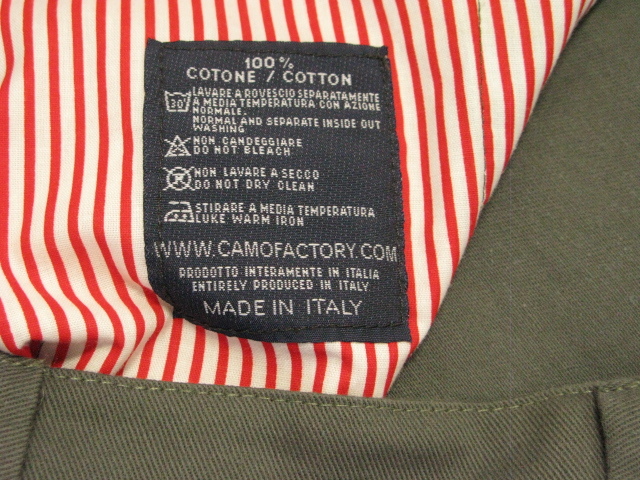 100%
COTONE / COTTON
30°
LAVARE A ROVESCIO SEPARATAMENTE
A MEDIA TEMPERATURA CON AZIONE
NORMALE.
NORMAL AND SEPARATE INSIDE OUT
WASHING
NON CANDEGGIARE
DO NOT BLEACH
NON LAVARE A SECCO
DO NOT DRY CLEAN
STIRARE A MEDIA TEMPERATURA
LUKE WARM IRON
WWW.CAMOFACTORY.COM
PRODOTTO INTERAMENTE IN ITALIA
ENTIRELY PRODUCED IN ITALY
MADE IN ITALY